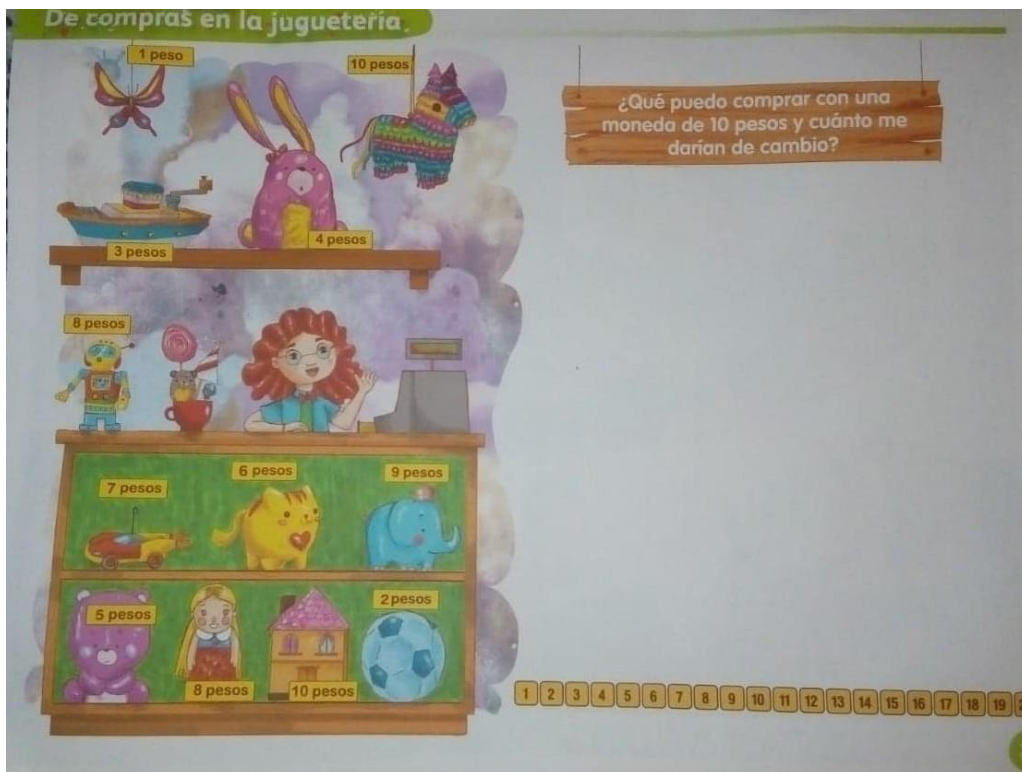 De compras en la juguetería
1 peso
10 pesos
¿Qué puedo comprar con una
moneda de 10 pesos y cuánto me
darían de cambio?
3 pesos
4 pesos
8 pesos
7 pesos
6 pesos
9 pesos
5 pesos
8 pesos
10 pesos
2 pesos
1 2 3 4 5 6 7 8 9 10 11 12 13 14 15 16 17 18 19